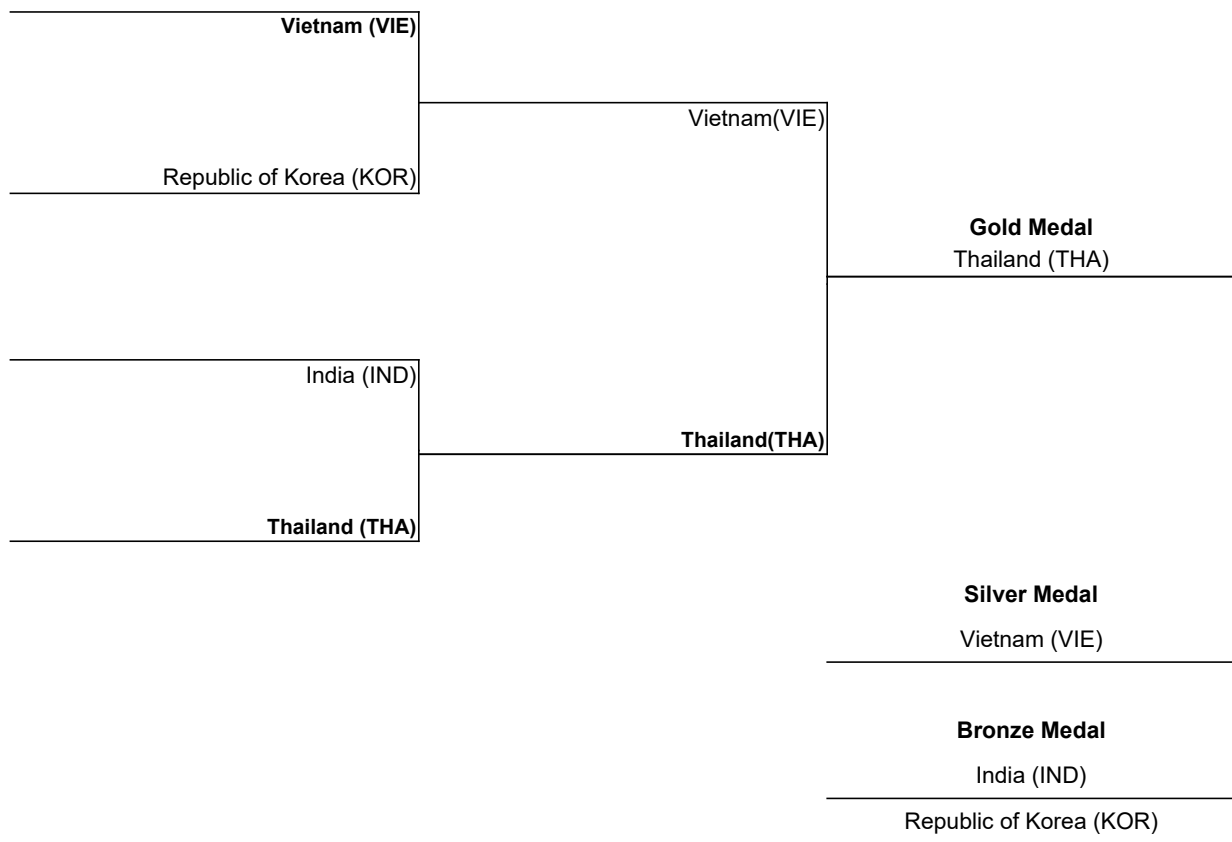 Vietnam (VIE)
Vietnam(VIE)
Republic of Korea (KOR)
Gold Medal
Thailand (THA)
India (IND)
Thailand(THA)
Thailand (THA)
Silver Medal
Vietnam (VIE)
Bronze Medal
India (IND)
Republic of Korea (KOR)